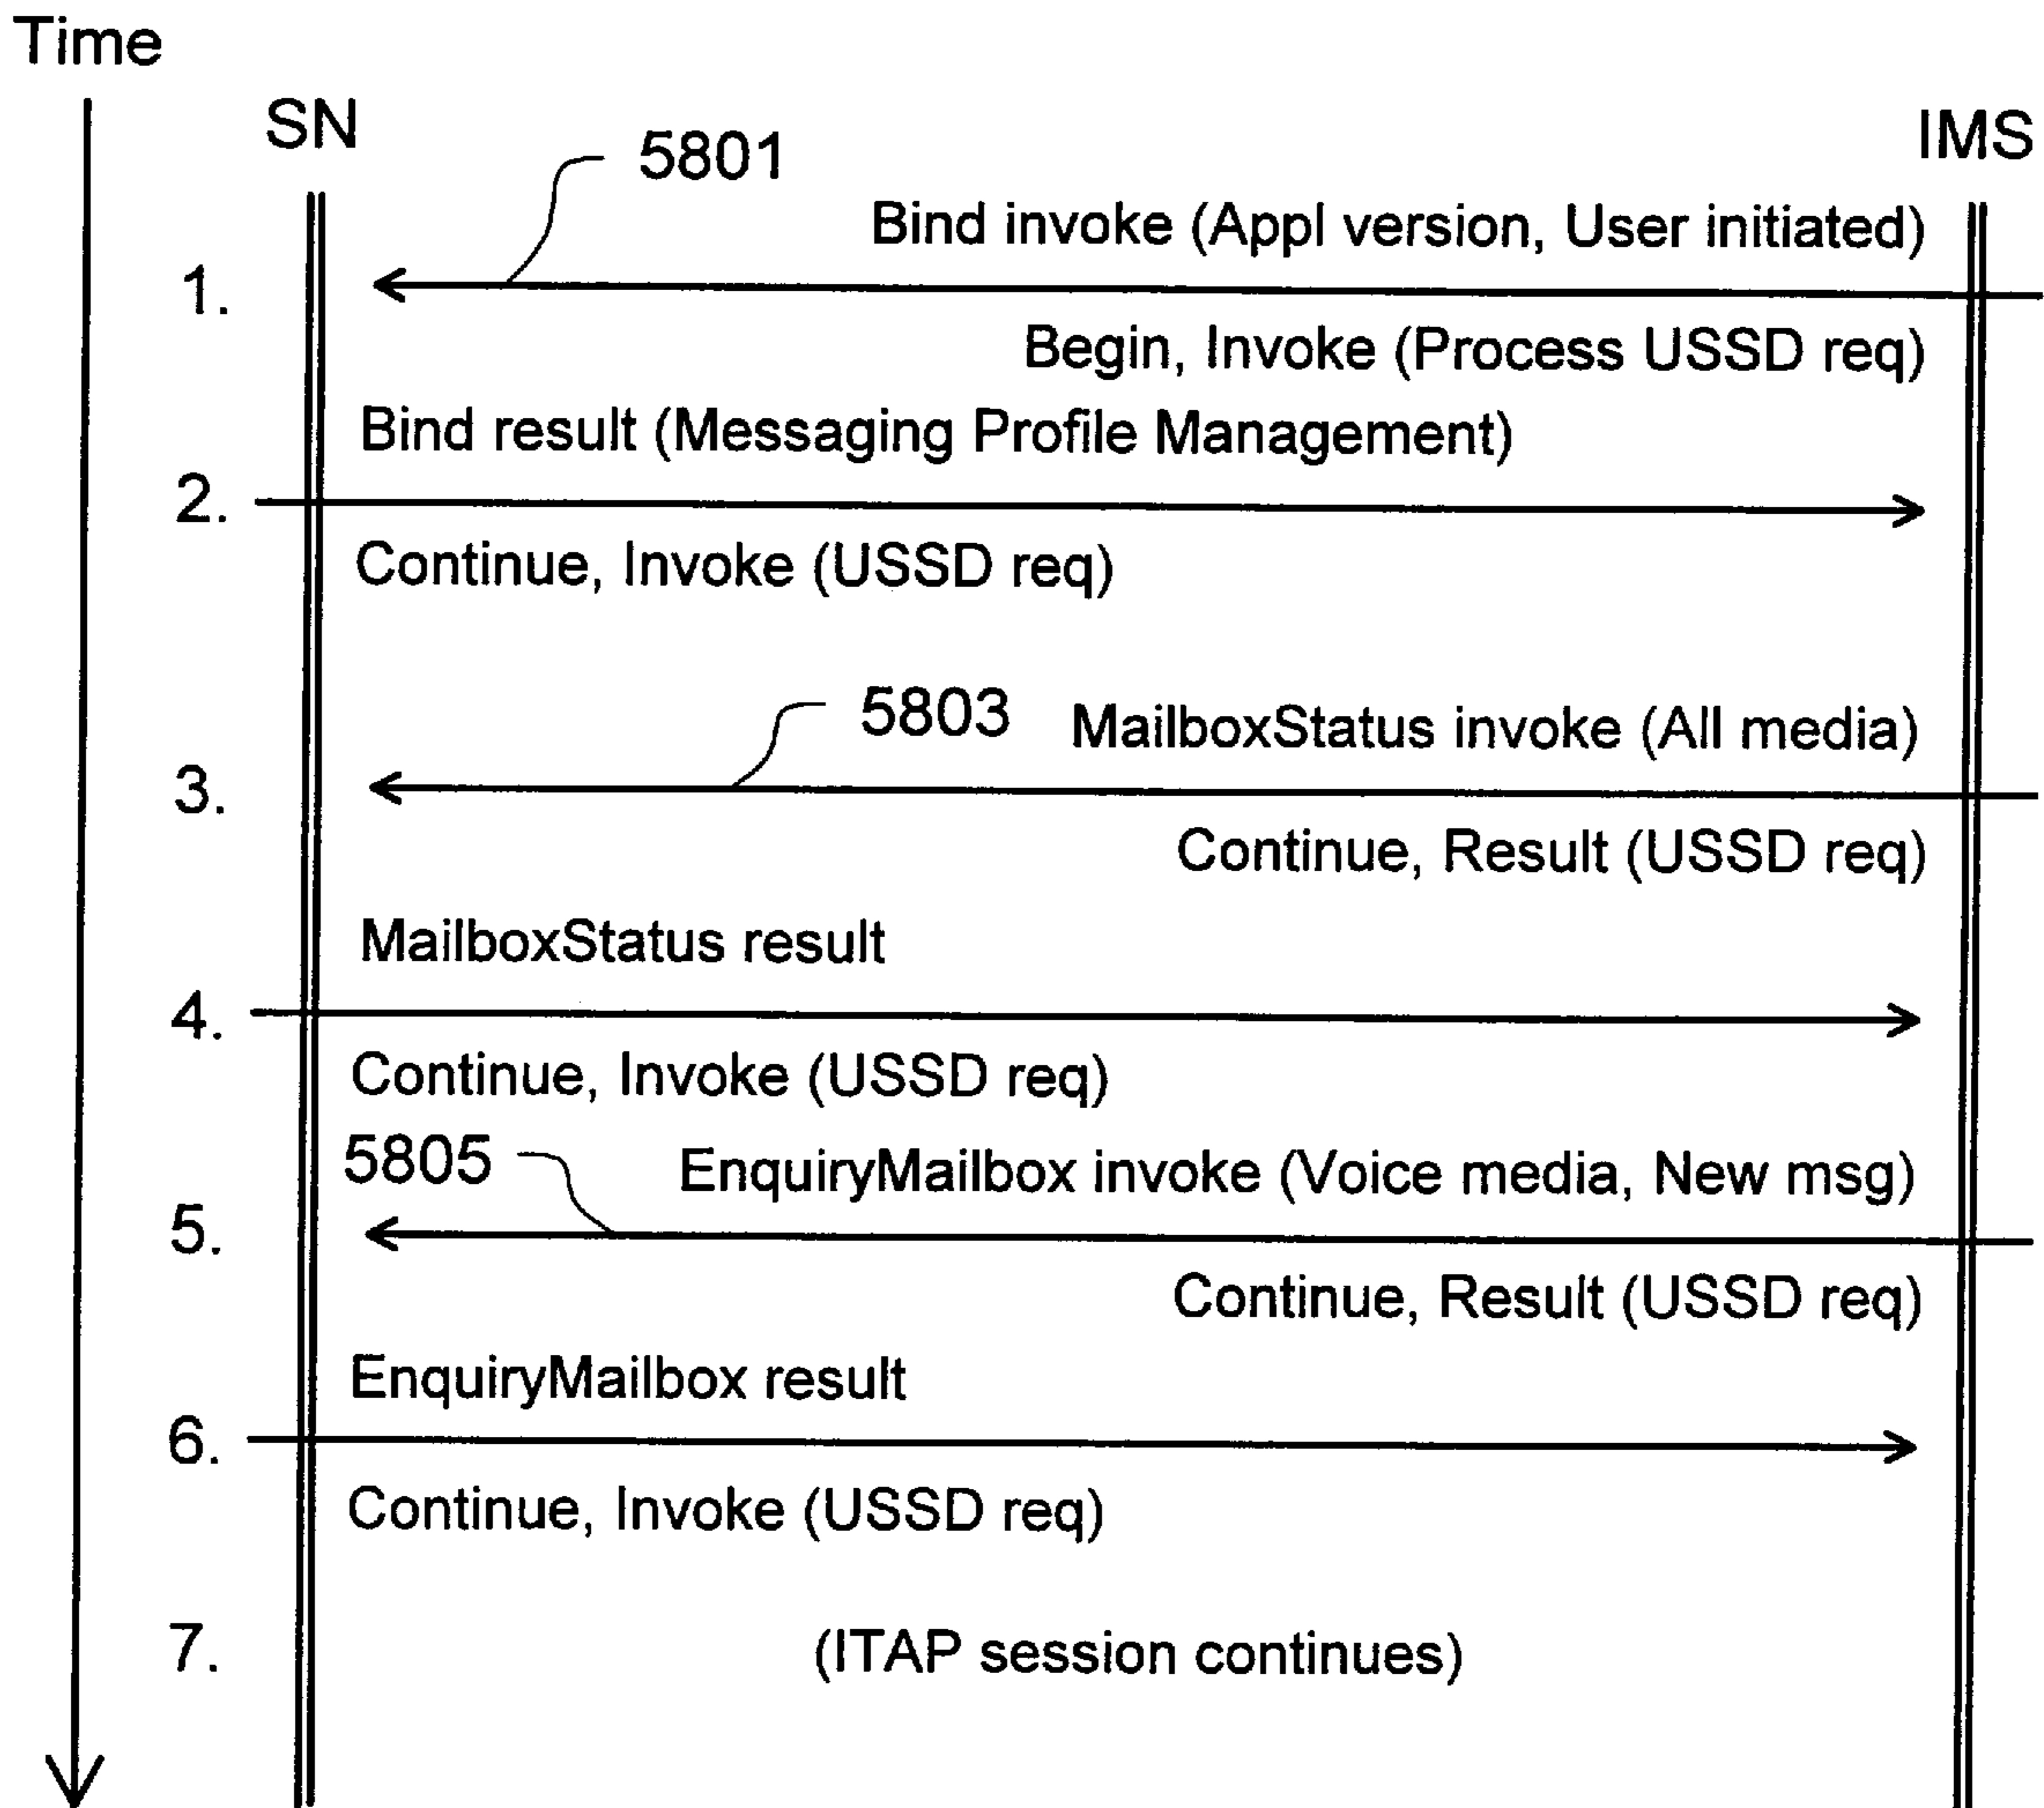 Time
SN
IMS
5801
Bind invoke (Appl version, User initiated)
1.
Begin, Invoke (Process USSD req)
Bind result (Messaging Profile Management)
2.
Continue, Invoke (USSD req)
5803
MailboxStatus invoke (All media)
3.
Continue, Result (USSD req)
MailboxStatus result
4.
Continue, Invoke (USSD req)
5805
EnquiryMailbox invoke (Voice media, New msg)
5.
Continue, Result (USSD req)
EnquiryMailbox result
6.
Continue, Invoke (USSD req)
7.
(ITAP session continues)